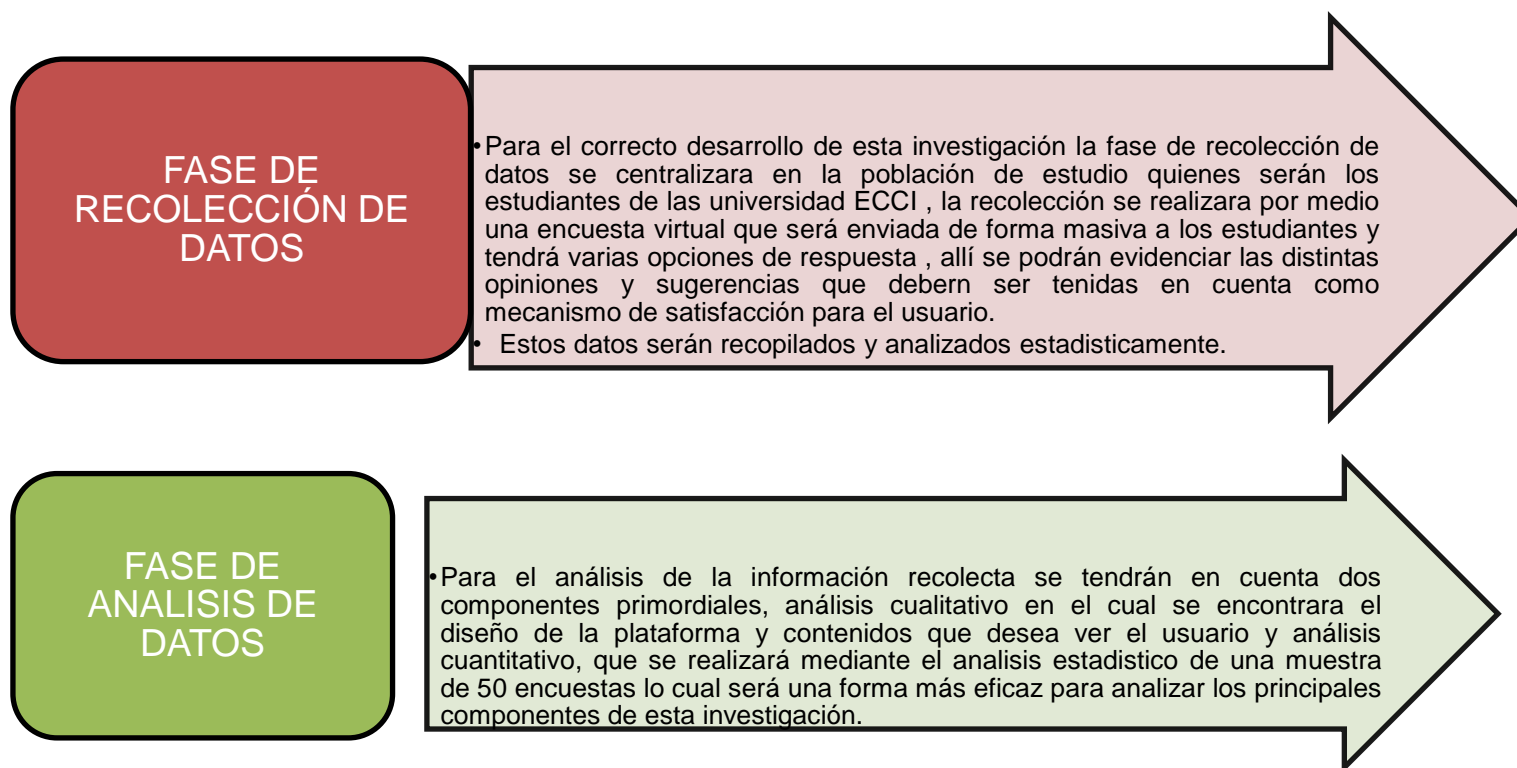 FASE DE
RECOLECCIÓN DE
DATOS
•Para el correcto desarrollo de esta investigación la fase de recolección de
datos se centralizara en la población de estudio quienes serán los
estudiantes de las universidad ECCI , la recolección se realizara por medio
una encuesta virtual que será enviada de forma masiva a los estudiantes y
tendrá varias opciones de respuesta , allí se podrán evidenciar las distintas
opiniones y sugerencias que debern ser tenidas en cuenta como
mecanismo de satisfacción para el usuario.
• Estos datos serán recopilados y analizados estadisticamente.
FASE DE
ANALISIS DE
DATOS
•Para el análisis de la información recolecta se tendrán en cuenta dos
componentes primordiales, análisis cualitativo en el cual se encontrara el
diseño de la plataforma y contenidos que desea ver el usuario y análisis
cuantitativo, que se realizará mediante el analisis estadistico de una muestra
de 50 encuestas lo cual será una forma más eficaz para analizar los principales
componentes de esta investigación.